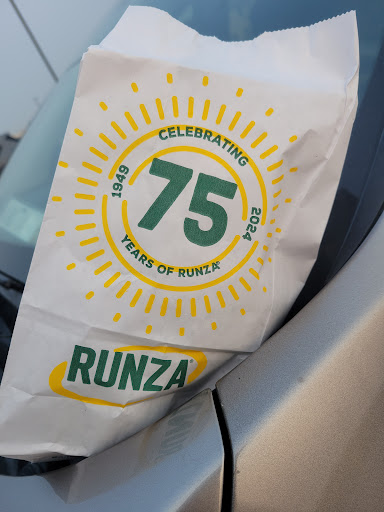 CELEBRATING
1949
75
2024
YEARS OF RUNZA®
RUNZA®